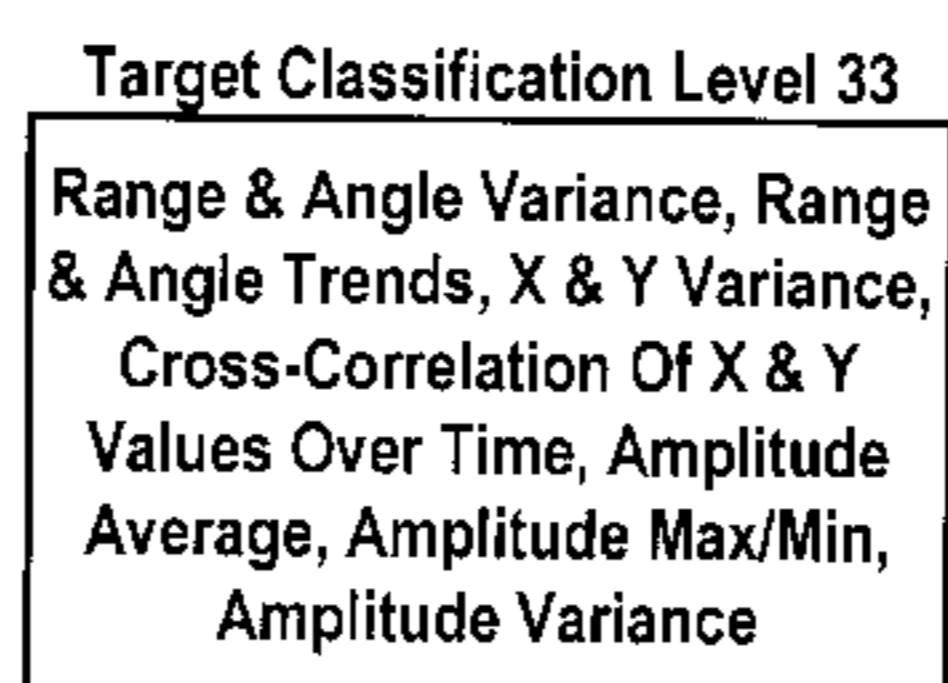 Target Classification Level 33
Range & Angle Variance, Range
& Angle Trends, X & Y Variance,
Cross-Correlation Of X & Y
Values Over Time, Amplitude
Average, Amplitude Max/Min,
Amplitude Variance